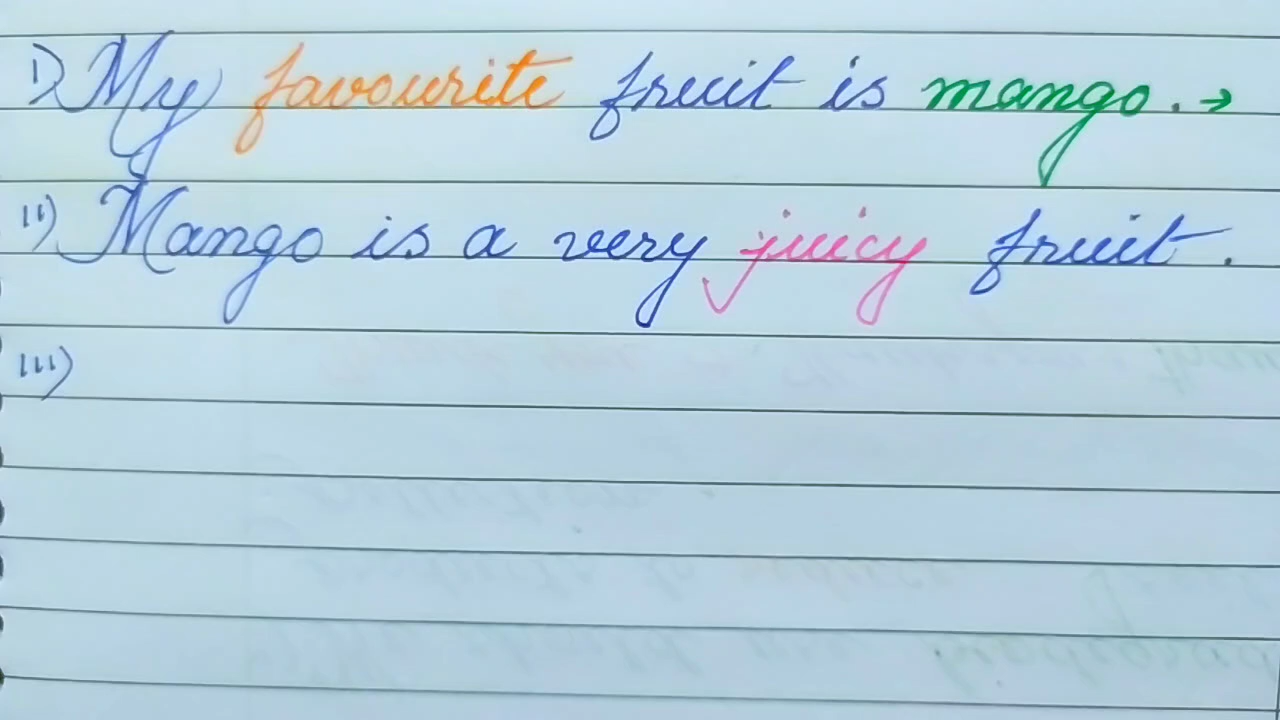 i) My favourite fruit is mango. →
ii) Mango is a very juicy fruit.
iii)